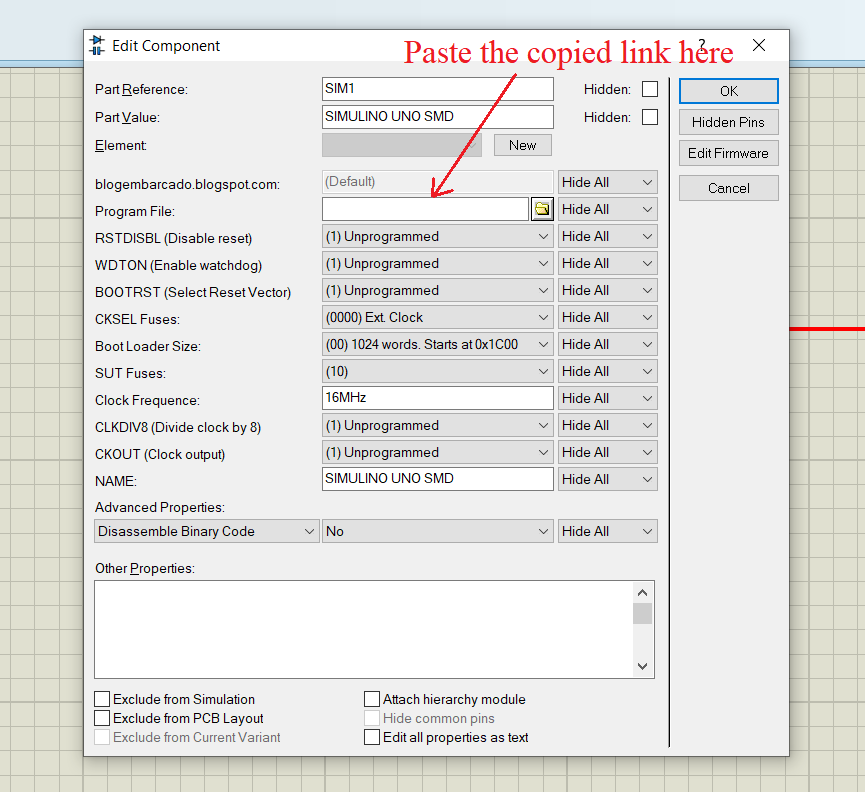 Edit Component
?
Paste the copied link here
Part Reference: SIM1 Hidden:
OK
Part Value: SIMULINO UNO SMD Hidden:
Hidden Pins
Element: New
Edit Firmware
blogembarcado.blogspot.com: (Default) Hide All
Cancel
Program File: Hide All
RSTDISBL (Disable reset) (1) Unprogrammed Hide All
WDTON (Enable watchdog) (1) Unprogrammed Hide All
BOOTRST (Select Reset Vector) (1) Unprogrammed Hide All
CKSEL Fuses: (0000) Ext. Clock Hide All
Boot Loader Size: (00) 1024 words. Starts at 0x1C00 Hide All
SUT Fuses: (10) Hide All
Clock Frequence: 16MHz Hide All
CLKDIV8 (Divide clock by 8) (1) Unprogrammed Hide All
CKOUT (Clock output) (1) Unprogrammed Hide All
NAME: SIMULINO UNO SMD Hide All
Advanced Properties:
Disassemble Binary Code No Hide All
Other Properties:
Exclude from Simulation Attach hierarchy module
Exclude from PCB Layout Hide common pins
Exclude from Current Variant Edit all properties as text